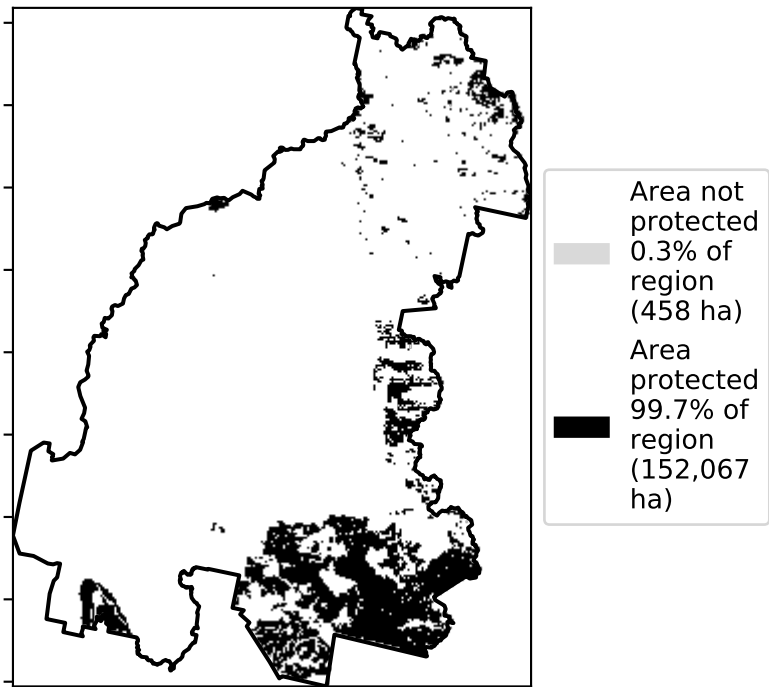 Area not
protected
0.3% of
region
(458 ha)
Area
protected
99.7% of
region
(152,067
ha)